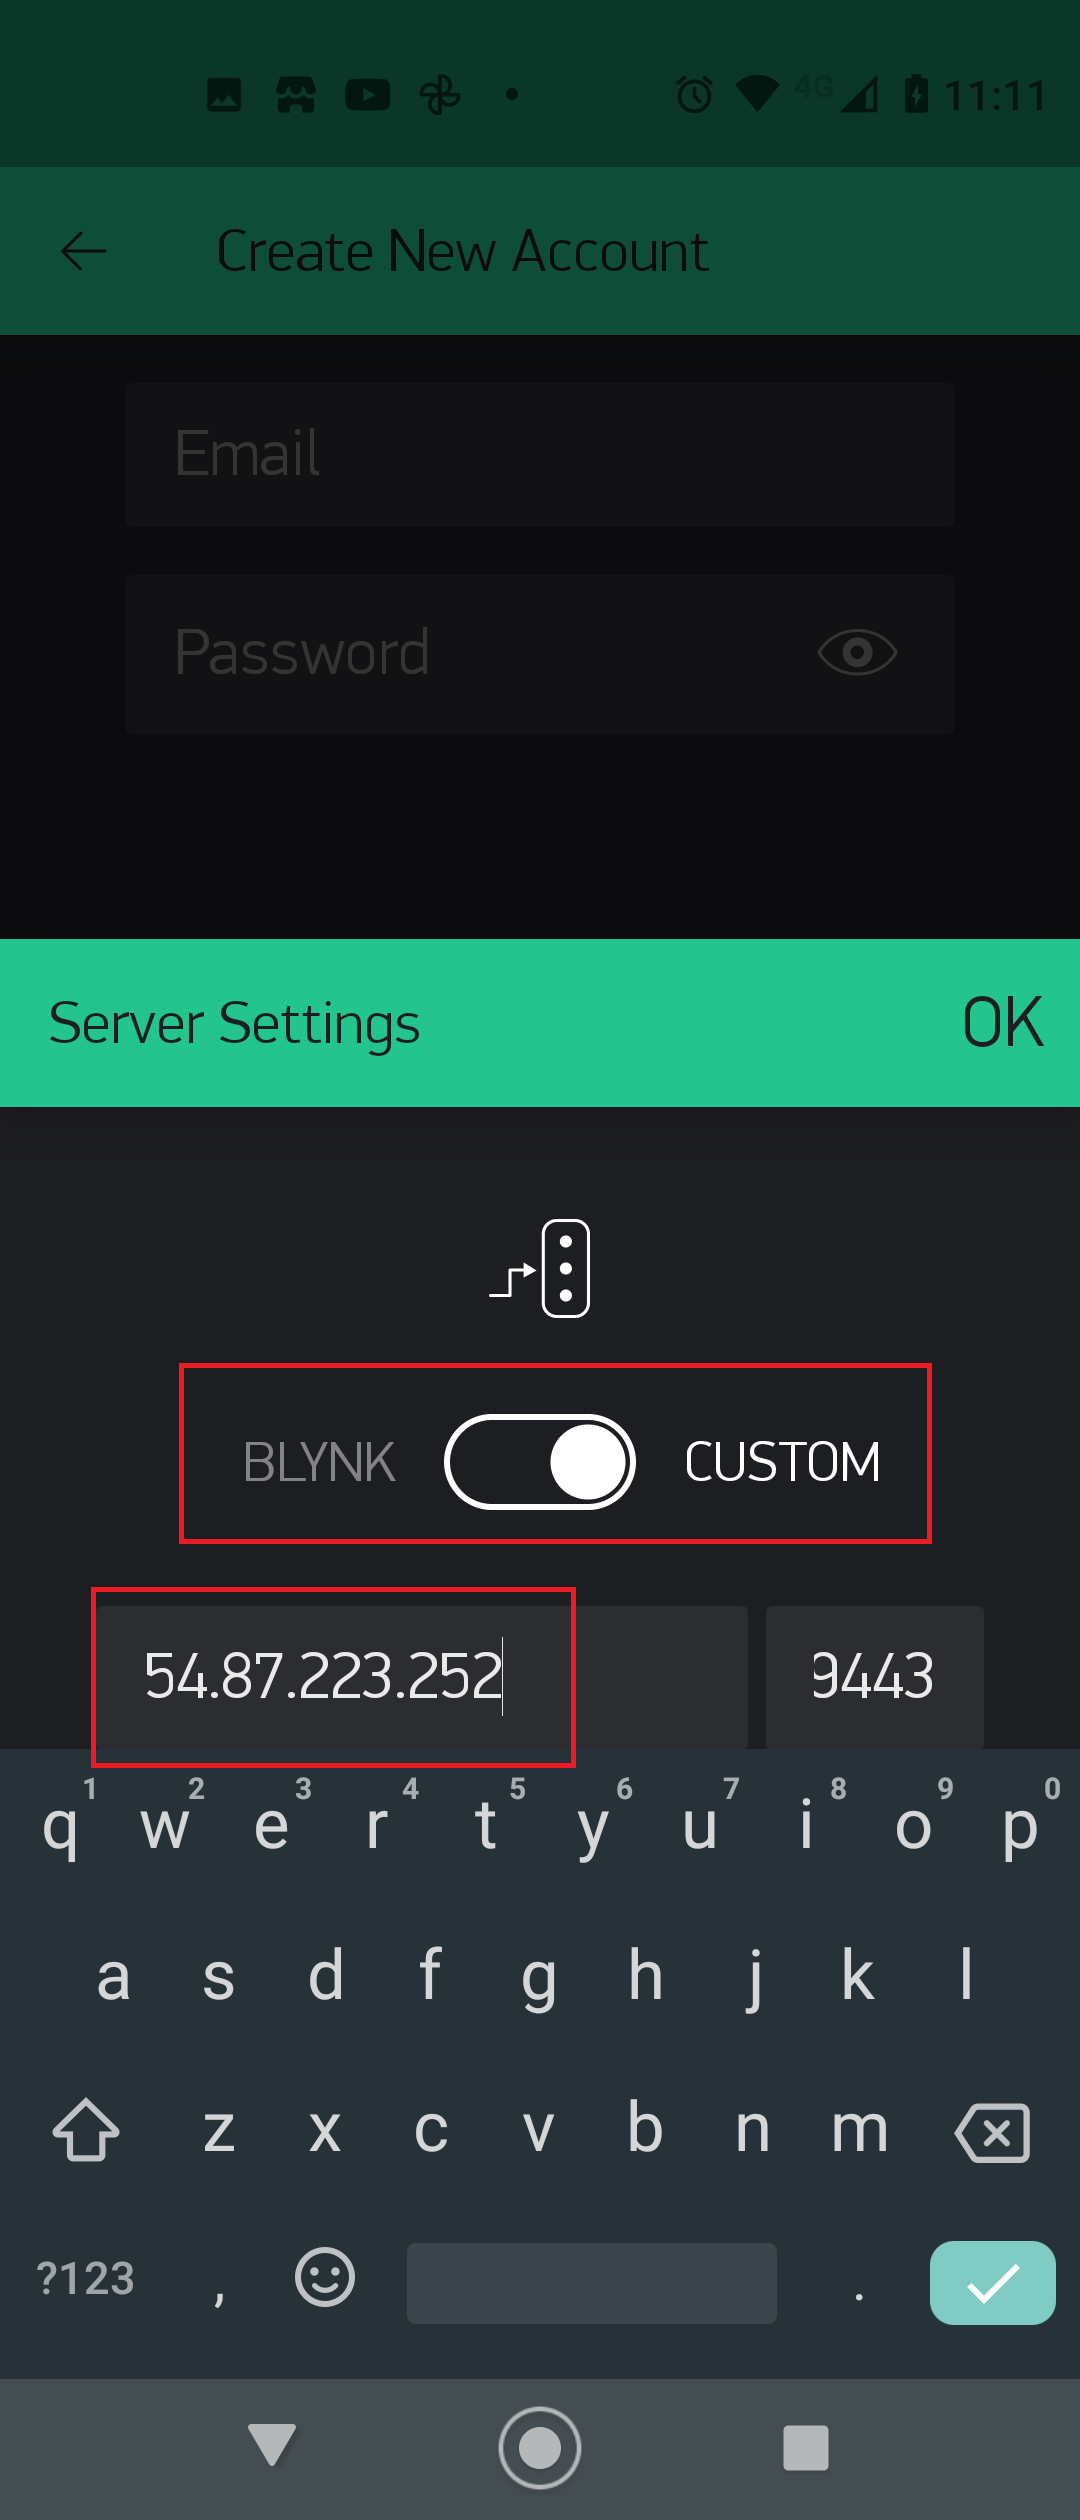 4G 11:11
Create New Account
Email
Password
Server Settings OK
BLYNK CUSTOM
54.87.223.252 9443
1 2 3 4 5 6 7 8 9 0
q w e r t y u i o p
a s d f g h j k l
z x c v b n m
?123 , .